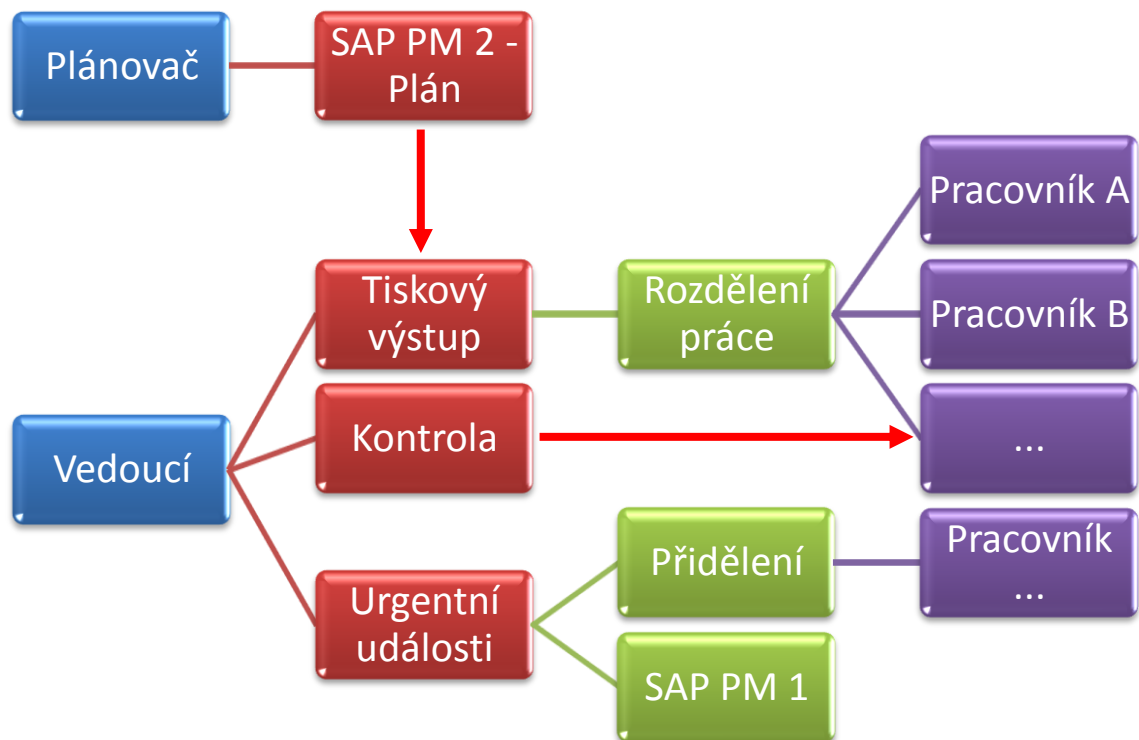 Plánovač
SAP PM 2 -
Plán
Pracovník A
Tiskový
výstup
Rozdělení
práce
Pracovník B
Kontrola
...
Vedoucí
Přidělení
Pracovník
...
Urgentní
události
SAP PM 1